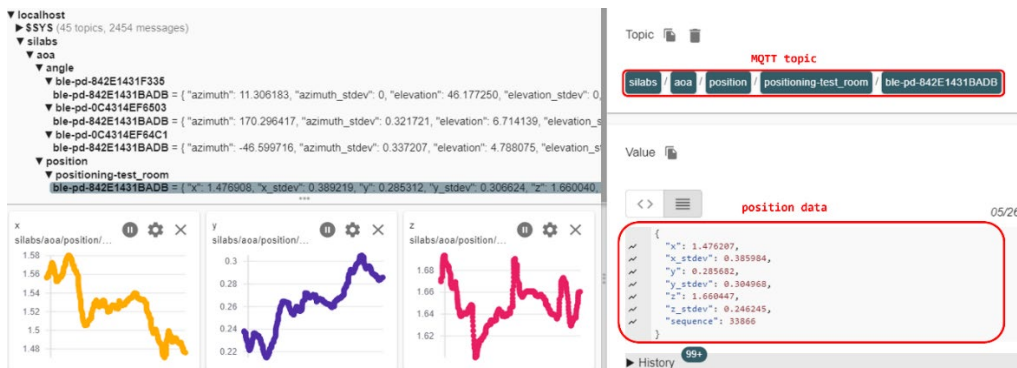 ▼ localhost
▶ $SYS (45 topics, 2454 messages)
▼ silabs
▼ aoa
▼ angle
▼ ble-pd-842E1431F335
ble-pd-842E1431BADB = { "azimuth": 11.306183, "azimuth_stdev": 0, "elevation": 46.177250, "elevation_stdev": 0,
▼ ble-pd-0C4314EF6503
ble-pd-842E1431BADB = { "azimuth": 170.296417, "azimuth_stdev": 0.321721, "elevation": 6.714139, "elevation_s
▼ ble-pd-0C4314EF64C1
ble-pd-842E1431BADB = { "azimuth": -46.599716, "azimuth_stdev": 0.337207, "elevation": 4.788075, "elevation_s
▼ position
▼ positioning-test_room
ble-pd-842E1431BADB = { "x": 1.476908, "x_stdev": 0.389219, "y": 0.285312, "y_stdev": 0.306624, "z": 1.660040,
x
silabs/aoa/position/...
1.58
1.56
1.54
1.52
1.5
1.48
y
silabs/aoa/position/...
0.3
0.28
0.26
0.24
0.22
z
silabs/aoa/position/...
1.68
1.66
1.64
1.62
Topic
MQTT topic
silabs / aoa / position / positioning-test_room / ble-pd-842E1431BADB
Value
<>
position data
05/26
{
"x": 1.476207,
"x_stdev": 0.385984,
"y": 0.285682,
"y_stdev": 0.304968,
"z": 1.660447,
"z_stdev": 0.246245,
"sequence": 33866
}
▶ History 99+